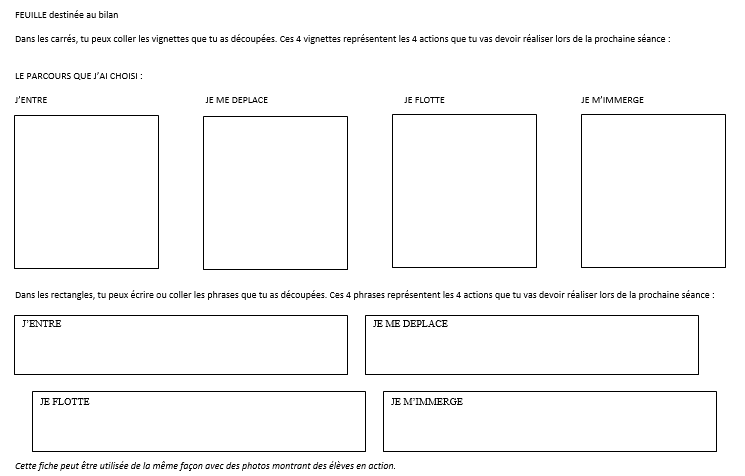 FEUILLE destinée au bilan
Dans les carrés, tu peux coller les vignettes que tu as découpées. Ces 4 vignettes représentent les 4 actions que tu vas devoir réaliser lors de la prochaine séance :
LE PARCOURS QUE J'AI CHOISI :
J'ENTRE JE ME DEPLACE JE FLOTTE JE M'IMMERGE
Dans les rectangles, tu peux écrire ou coller les phrases que tu as découpées. Ces 4 phrases représentent les 4 actions que tu vas devoir réaliser lors de la prochaine séance :
J'ENTRE JE ME DEPLACE
JE FLOTTE JE M'IMMERGE
Cette fiche peut être utilisée de la même façon avec des photos montrant des élèves en action.